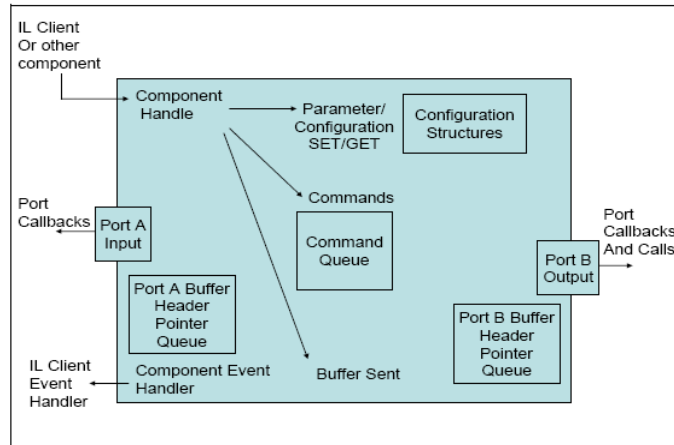 IL Client
Or other
component
Component
Handle
Parameter/
Configuration
SET/GET
Configuration
Structures
Commands
Command
Queue
Port
Callbacks
Port A
Input
Port B
Output
Port
Callbacks
And Calls
Port A Buffer
Header
Pointer
Queue
Port B Buffer
Header
Pointer
Queue
IL Client
Event
Handler
Component Event
Handler
Buffer Sent